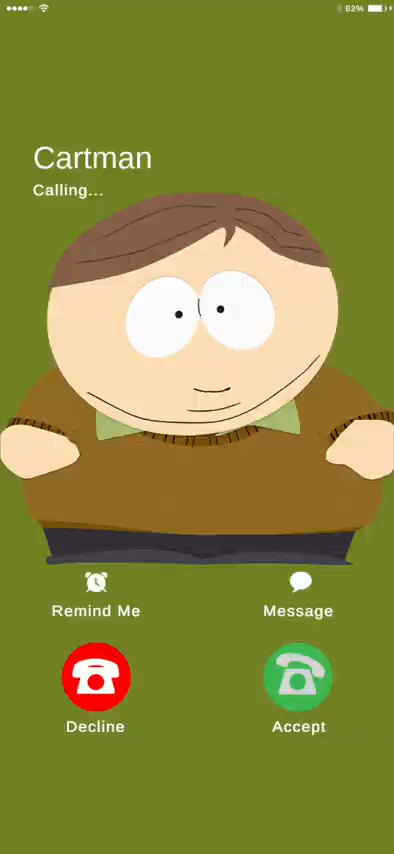 82%
Cartman
Calling...
Remind Me
Message
Decline
Accept